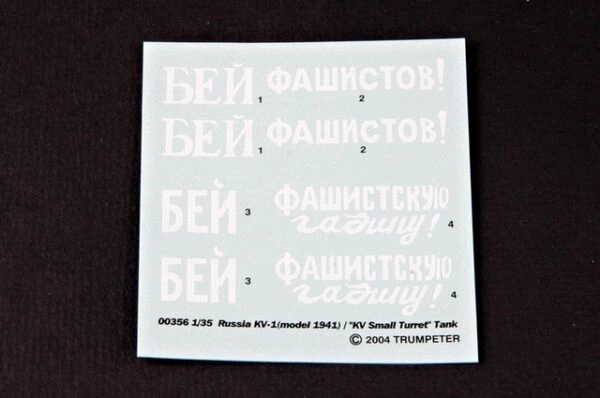 БЕЙ 1 ФАШИСТОВ! 2
БЕЙ 1 ФАШИСТОВ! 2
БЕЙ 3 ФАШИСТСКУЮ
гадину! 4
БЕЙ 3 ФАШИСТСКУЮ
гадину! 4
00356 1/35 Russia KV-1(model 1941) / "KV Small Turret" Tank
© 2004 TRUMPETER